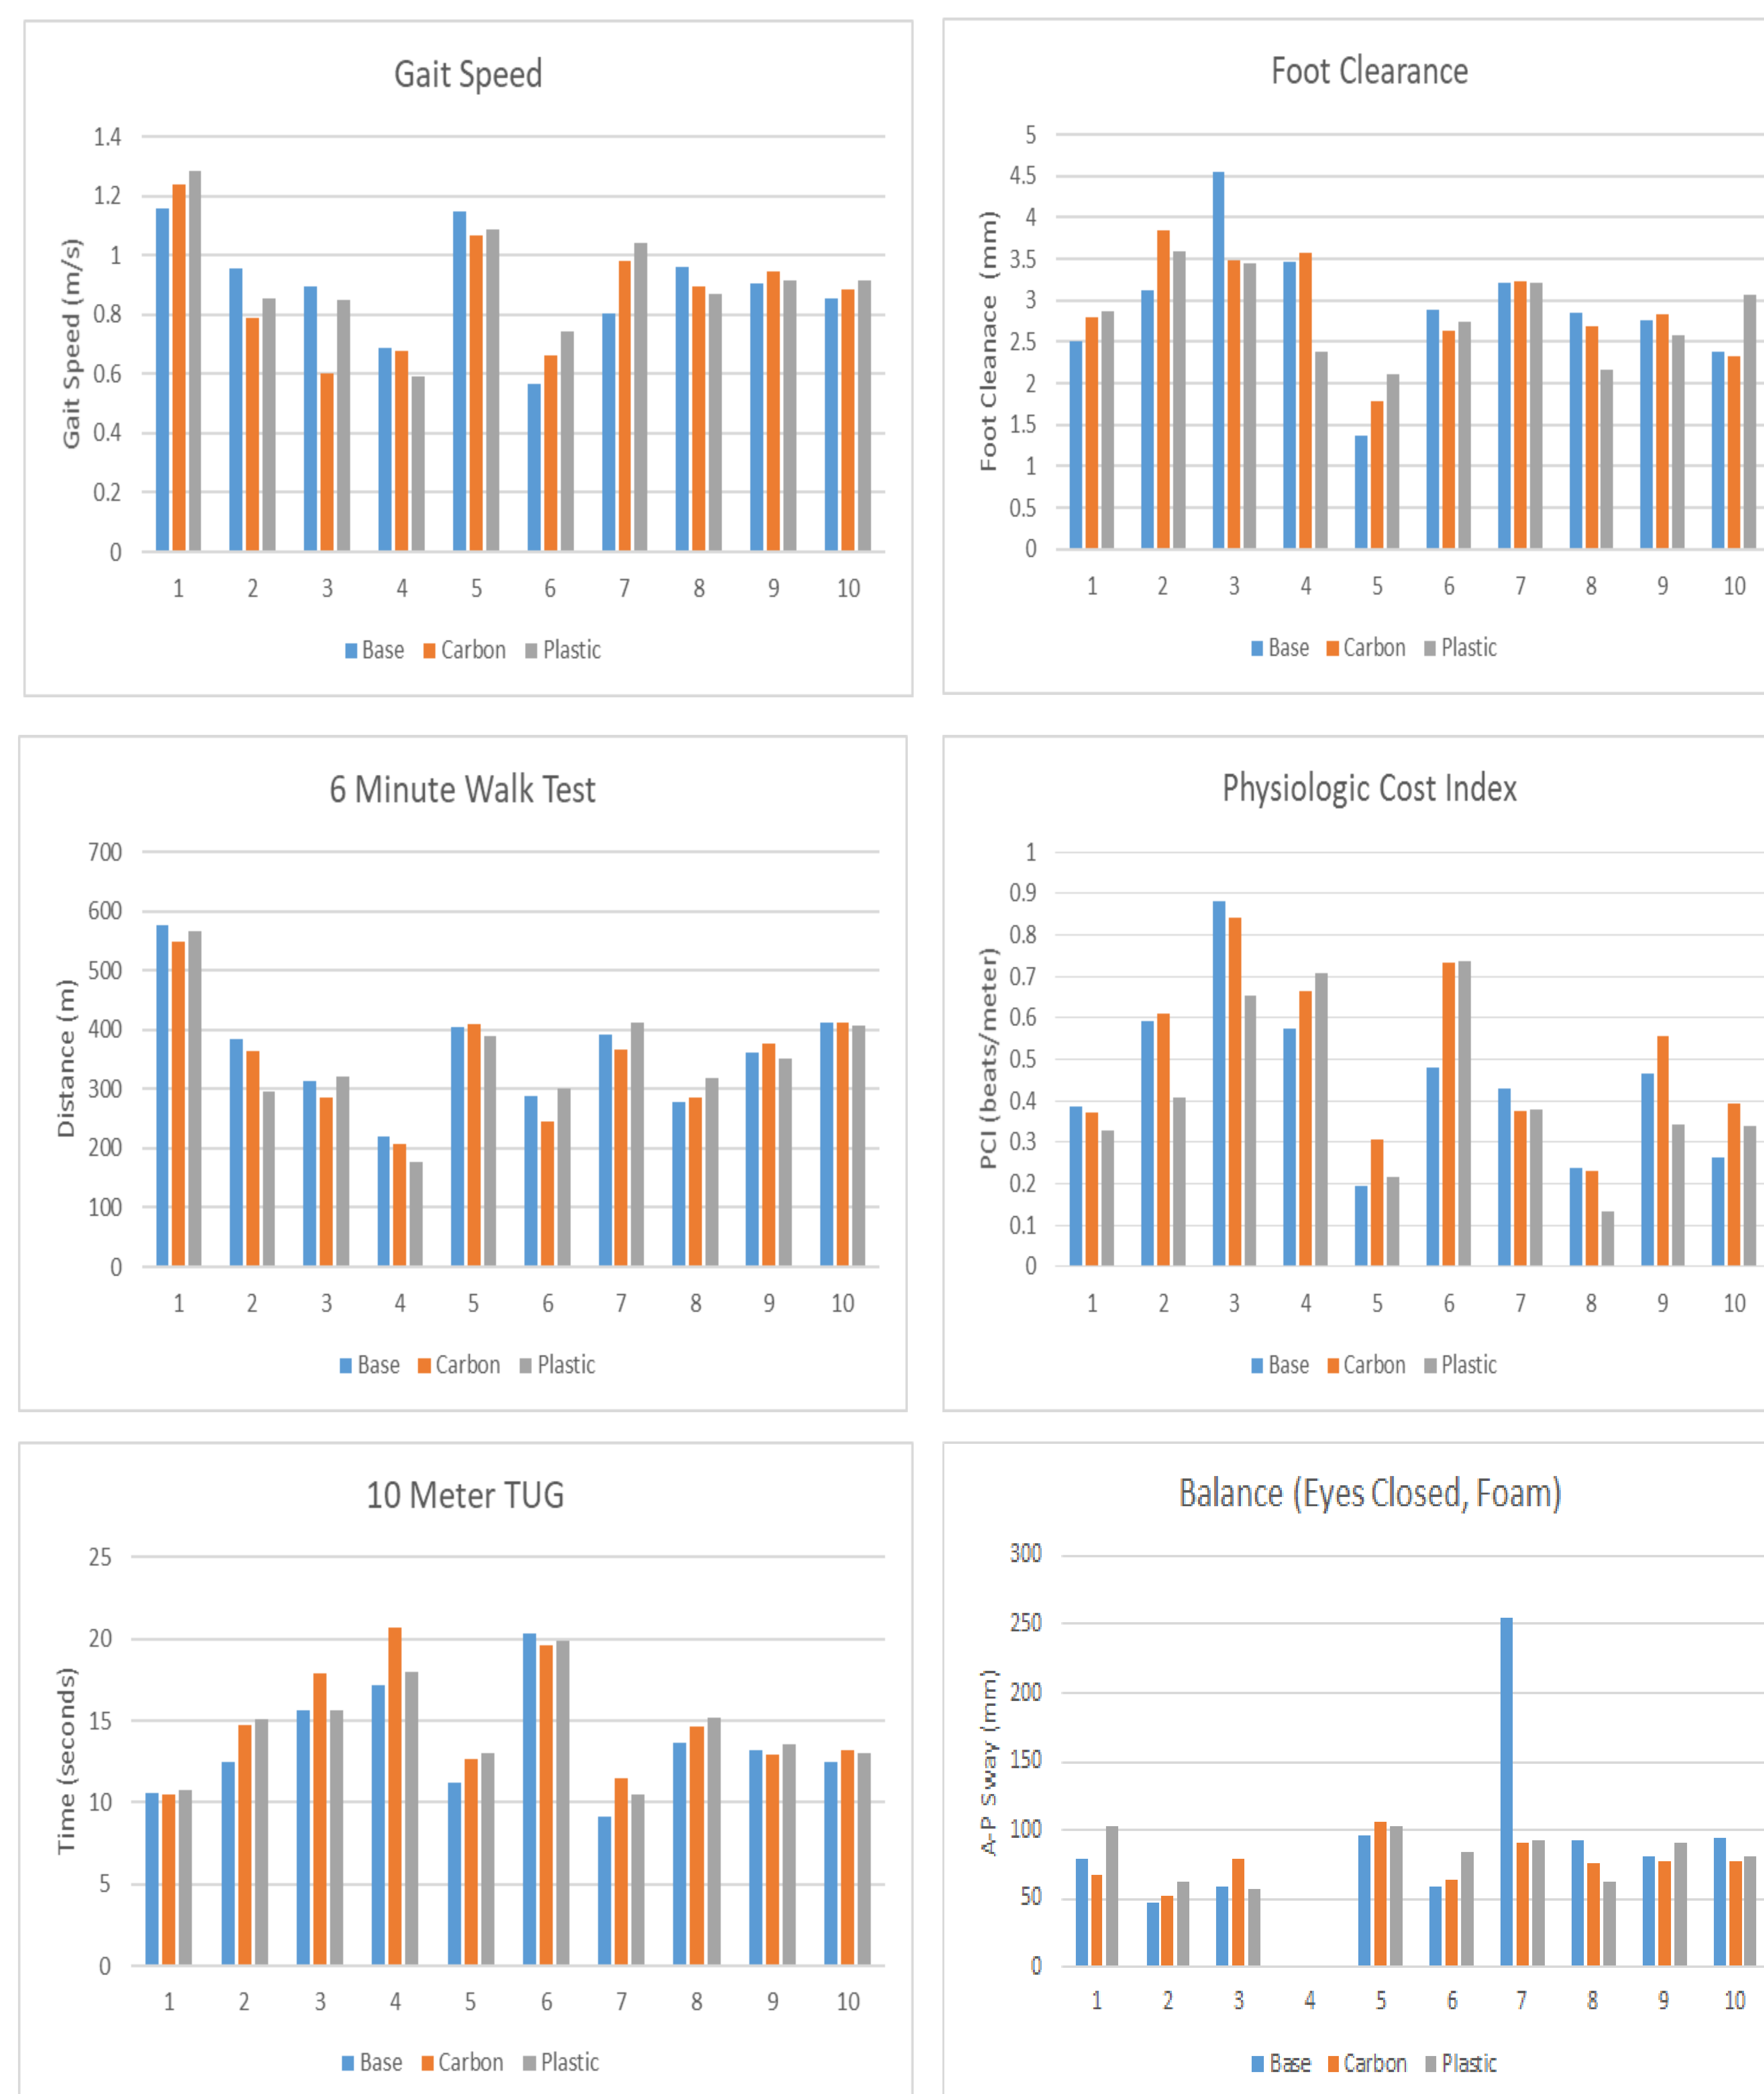 Gait Speed
Gait Speed (m/s)
1.4
1.2
1
0.8
0.6
0.4
0.2
0
1 2 3 4 5 6 7 8 9 10
Base Carbon Plastic
Foot Clearance
Foot Cleanace (mm)
5
4.5
4
3.5
3
2.5
2
1.5
1
0.5
0
1 2 3 4 5 6 7 8 9 10
Base Carbon Plastic
6 Minute Walk Test
Distance (m)
700
600
500
400
300
200
100
0
1 2 3 4 5 6 7 8 9 10
Base Carbon Plastic
Physiologic Cost Index
PCI (beats/meter)
1
0.9
0.8
0.7
0.6
0.5
0.4
0.3
0.2
0.1
0
1 2 3 4 5 6 7 8 9 10
Base Carbon Plastic
10 Meter TUG
Time (seconds)
25
20
15
10
5
0
1 2 3 4 5 6 7 8 9 10
Base Carbon Plastic
Balance (Eyes Closed, Foam)
A-P Sway (mm)
300
250
200
150
100
50
0
1 2 3 4 5 6 7 8 9 10
Base Carbon Plastic